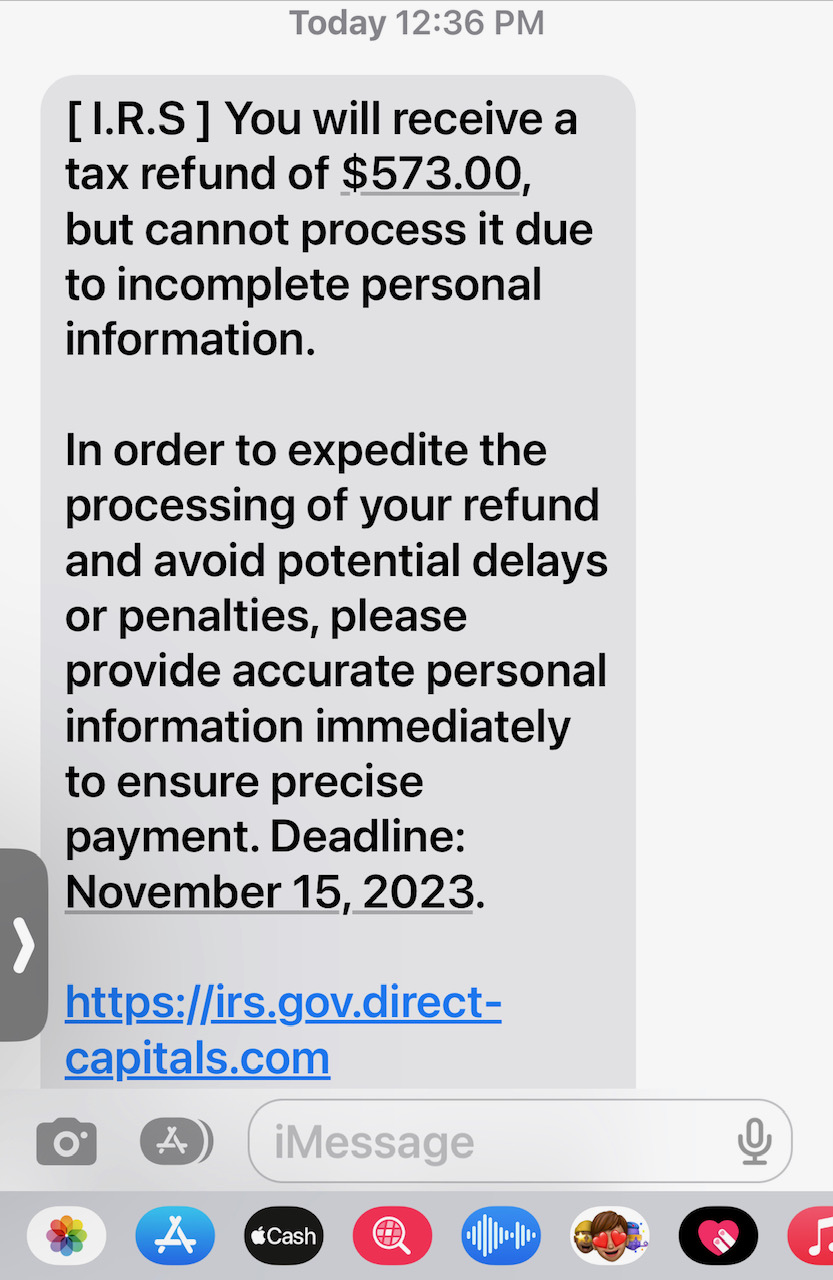 Today 12:36 PM
[ I.R.S ] You will receive a
tax refund of $573.00,
but cannot process it due
to incomplete personal
information.
In order to expedite the
processing of your refund
and avoid potential delays
or penalties, please
provide accurate personal
information immediately
to ensure precise
payment. Deadline:
November 15, 2023.
https://irs.gov.direct-
capitals.com
iMessage
Cash